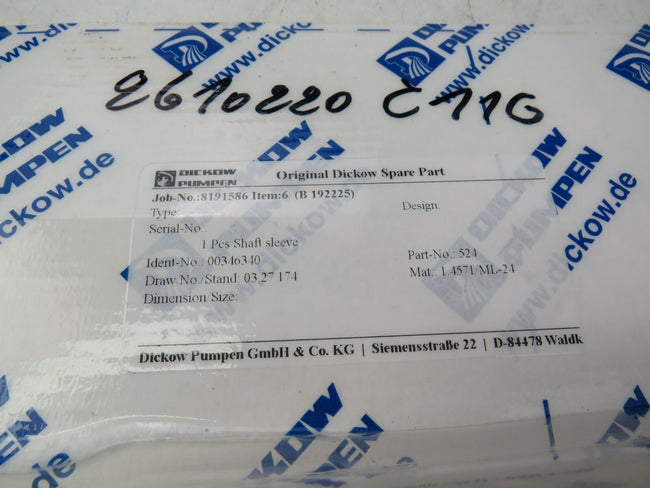 DICKOW PUMPEN
www.dickow.de
2610220 C11G
DICKOW
PUMPEN
Original Dickow Spare Part
Job-No.:8191586 Item:6 (B 192225)
Type:
Design:
Serial-No.:
1 Pcs Shaft sleeve
Ident-No.: 00346340
Part-No.: 524
Draw.No./Stand: 03.27 174
Mat.: 1.4571/ML-24
Dimension/Size:
Dickow Pumpen GmbH & Co. KG | Siemensstraße 22 | D-84478 Waldk